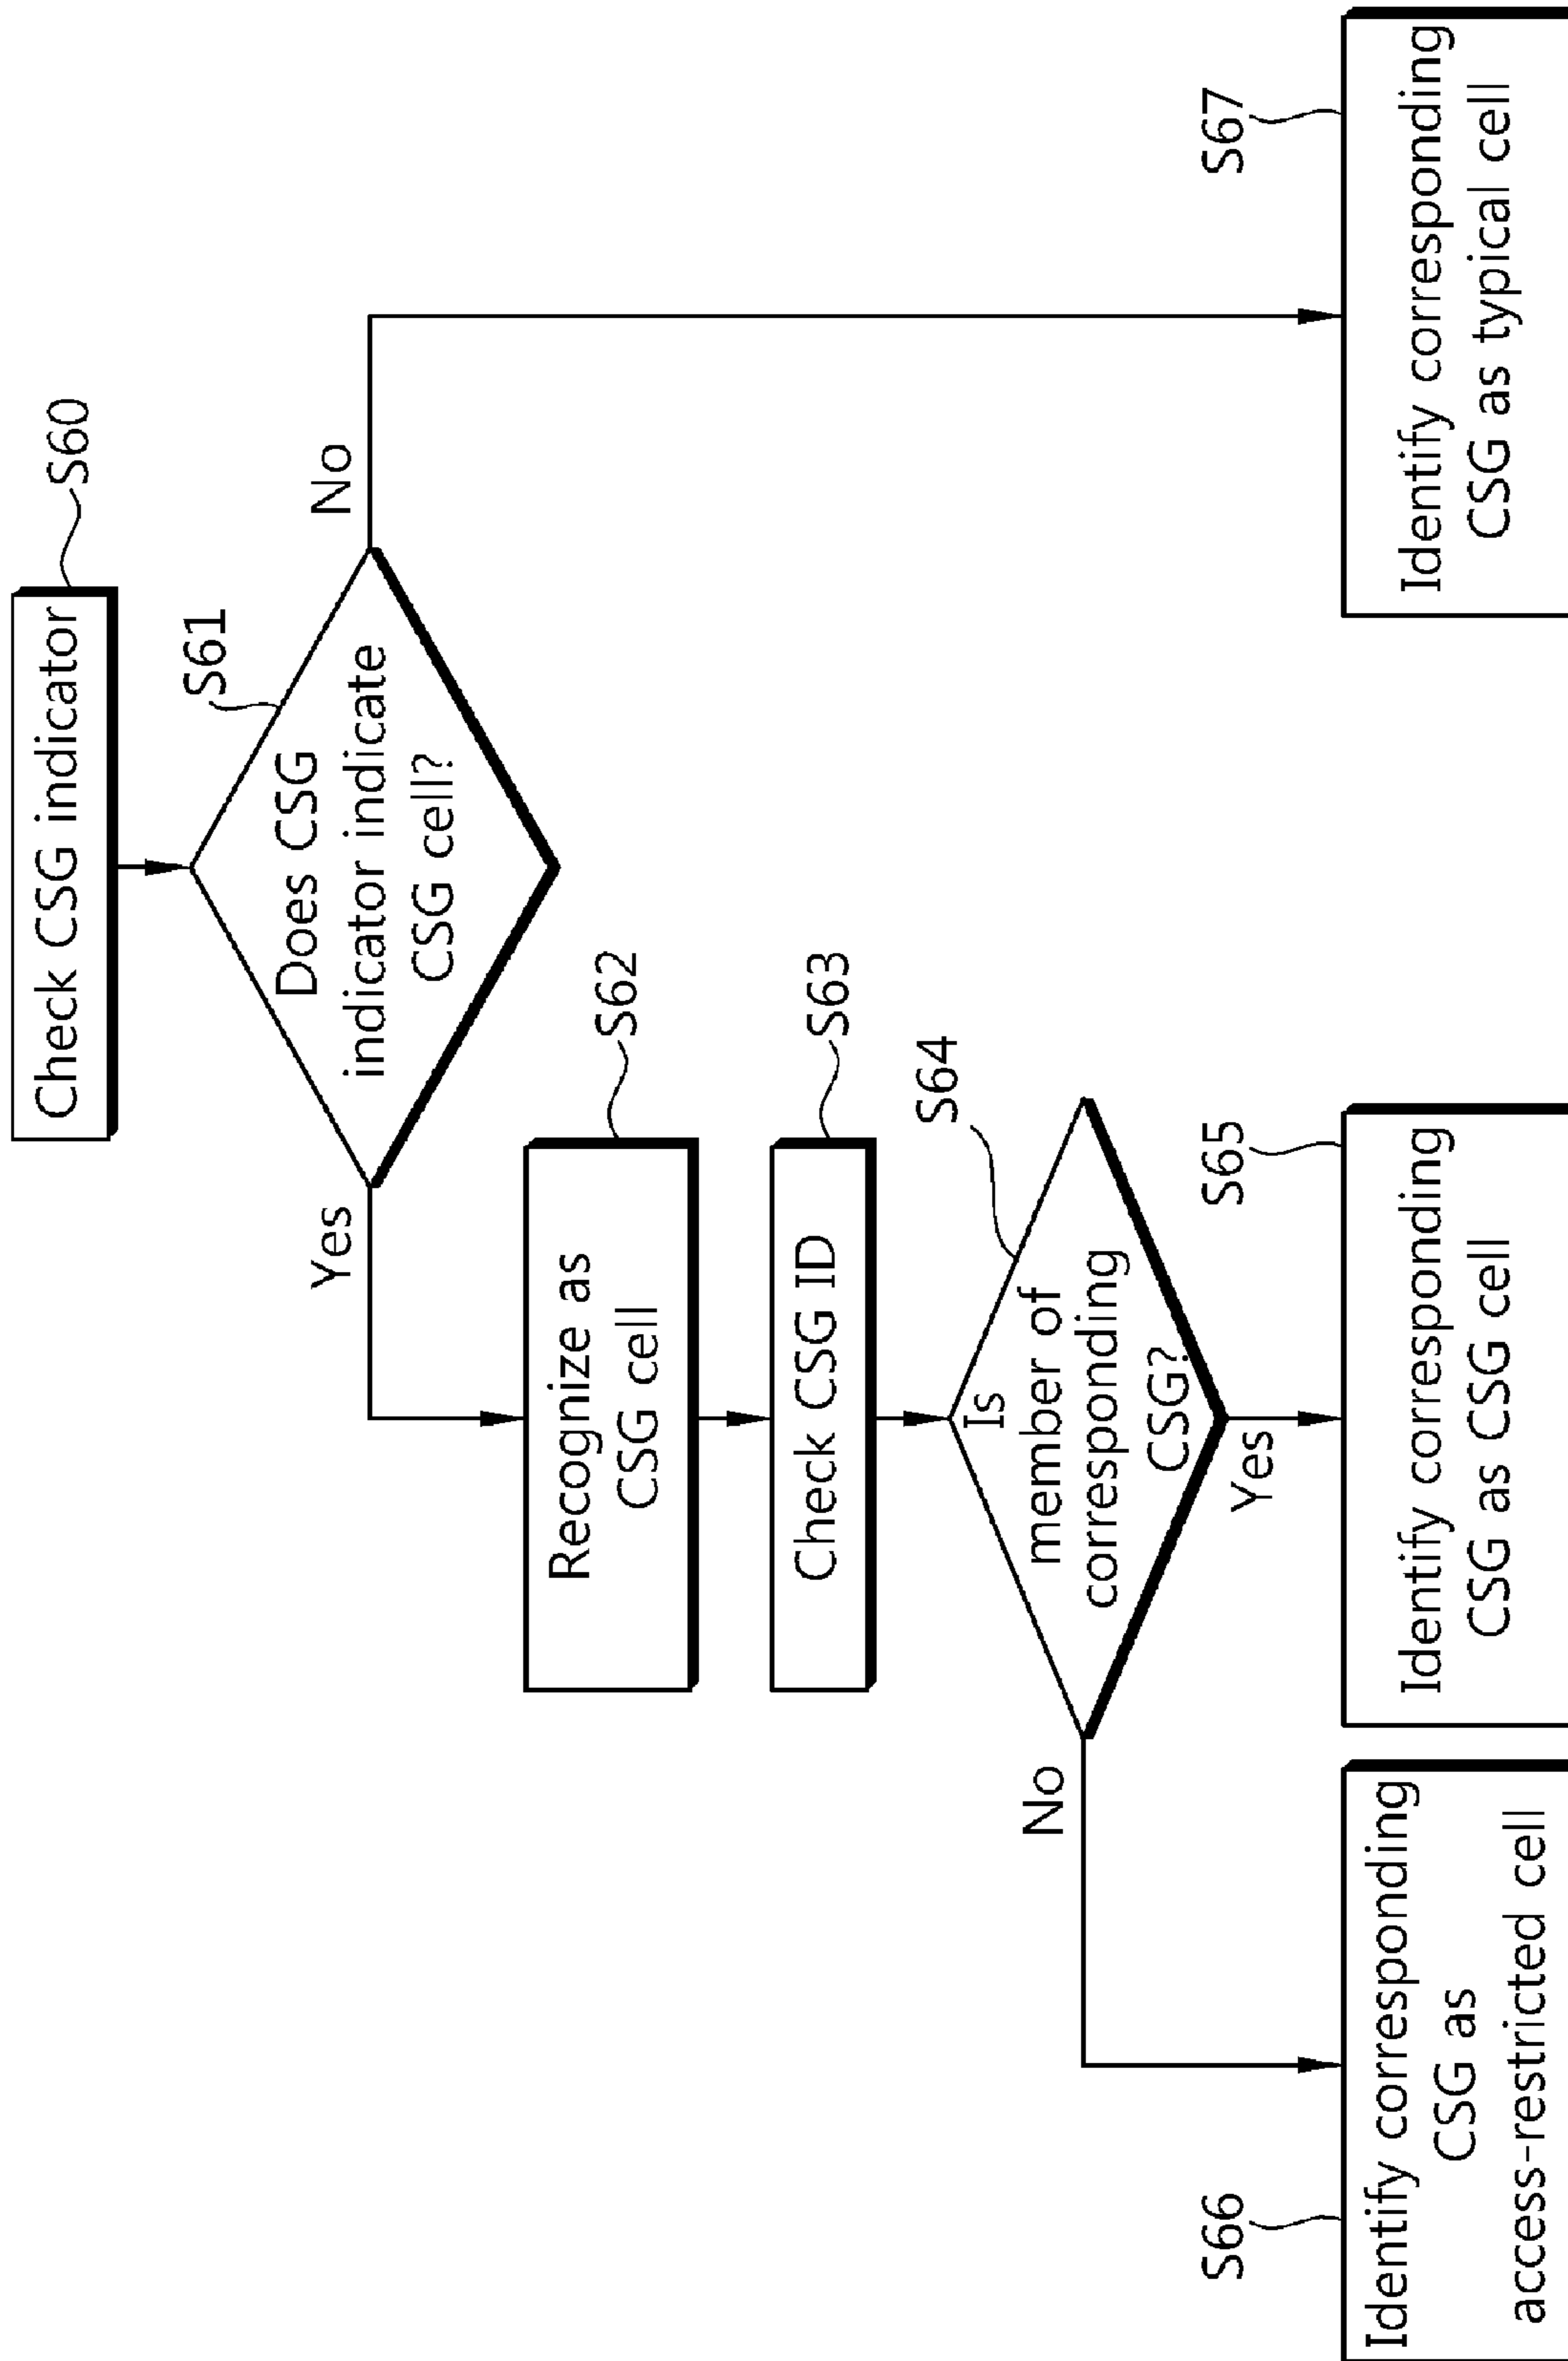 Check CSG indicator
S60
Does CSG
indicator indicate
CSG cell?
S61
Yes
No
Recognize as
CSG cell
S62
Check CSG ID
S63
Is
member of
corresponding
CSG?
S64
No
Yes
Identify corresponding
CSG as
access-restricted cell
S66
Identify corresponding
CSG as CSG cell
S65
Identify corresponding
CSG as typical cell
S67